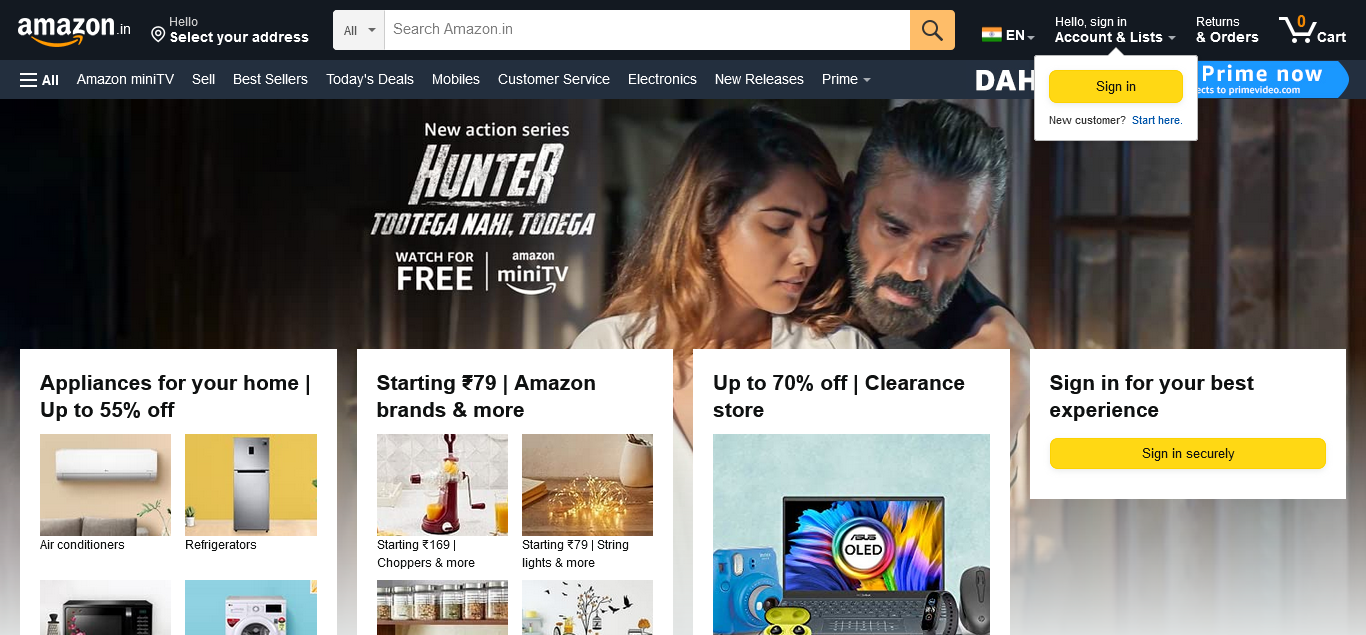 amazon.in
Hello
Select your address
All
Search Amazon.in
EN
Hello, sign in
Account & Lists
Returns
& Orders
0
Cart
All
Amazon miniTV
Sell
Best Sellers
Today's Deals
Mobiles
Customer Service
Electronics
New Releases
Prime
DAH
Prime now
ects to primevideo.com
Sign in
New customer? Start here.
New action series
HUNTER
TOOTEGA NAHI, TODEGA
WATCH FOR
FREE
amazon
miniTV
Appliances for your home |
Up to 55% off
Air conditioners
Refrigerators
Starting ₹79 | Amazon
brands & more
Starting ₹169 |
Choppers & more
Starting ₹79 | String
lights & more
Up to 70% off | Clearance
store
ASUS
OLED
Sign in for your best
experience
Sign in securely